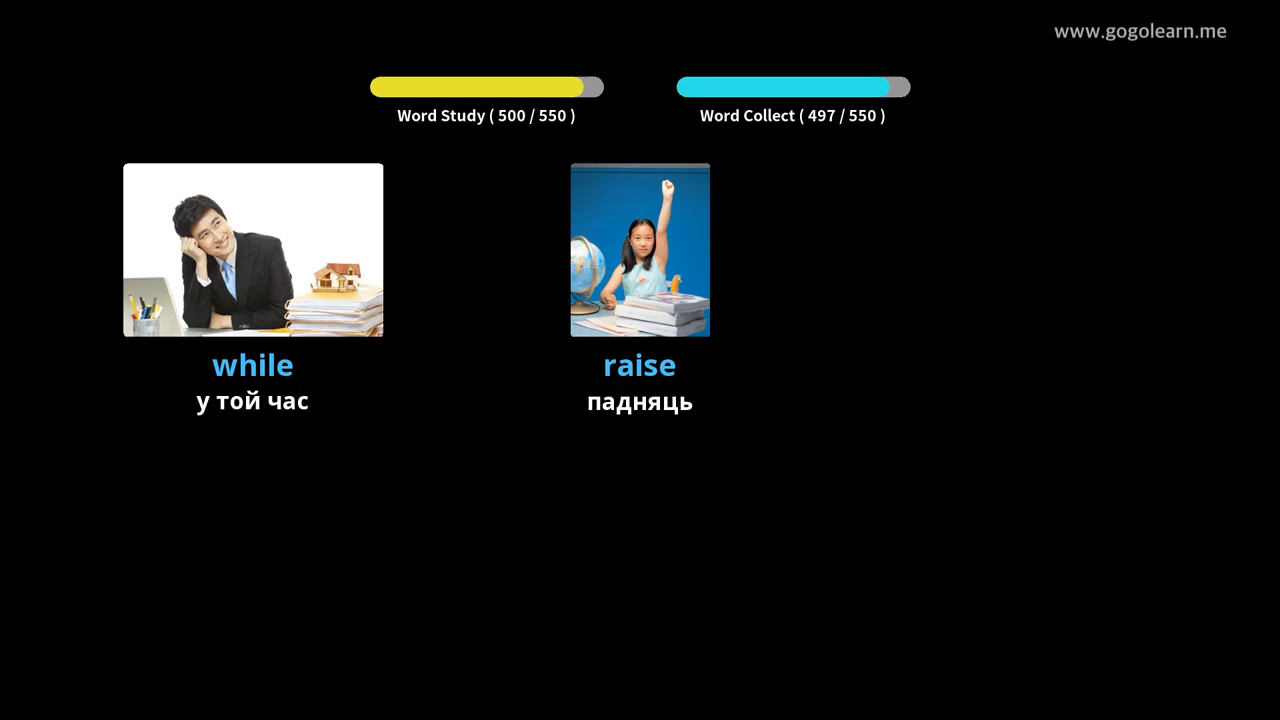 www.gogolearn.me
Word Study ( 500 / 550 )
Word Collect ( 497 / 550 )
while
raise
у той час
падняць